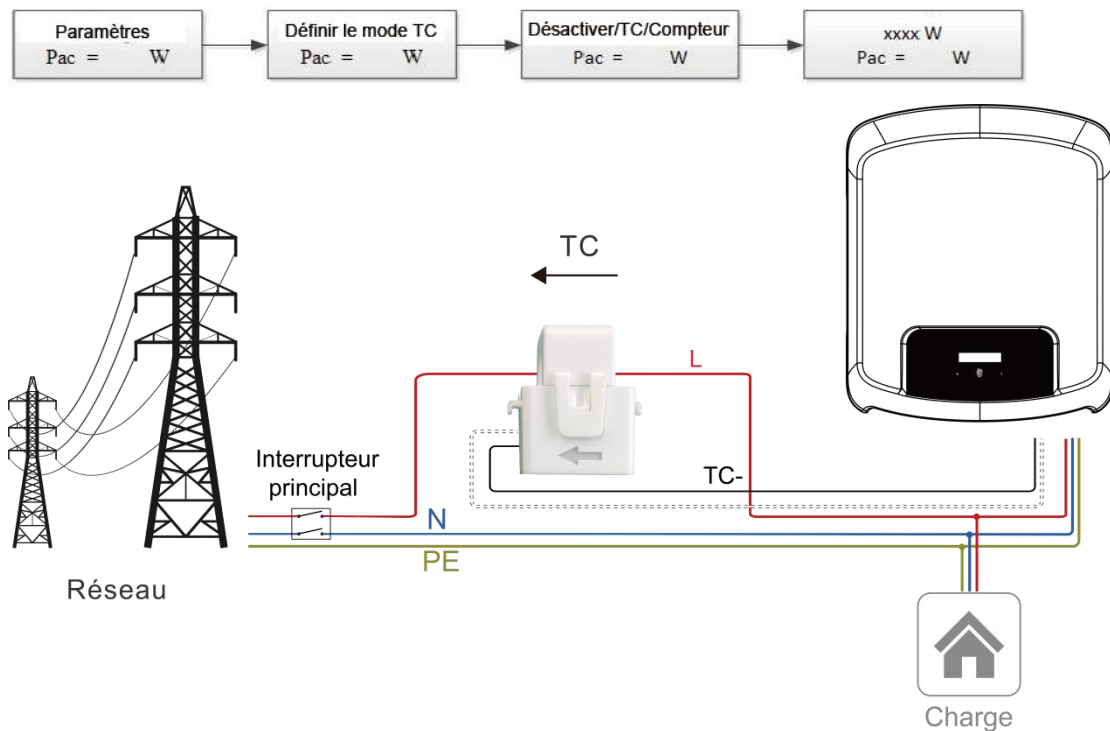 Paramètres
Pac = W
Définir le mode TC
Pac = W
Désactiver/TC/Compteur
Pac = W
xxxx W
Pac = W
TC
L
TC-
Interrupteur
principal
N
PE
Réseau
Charge